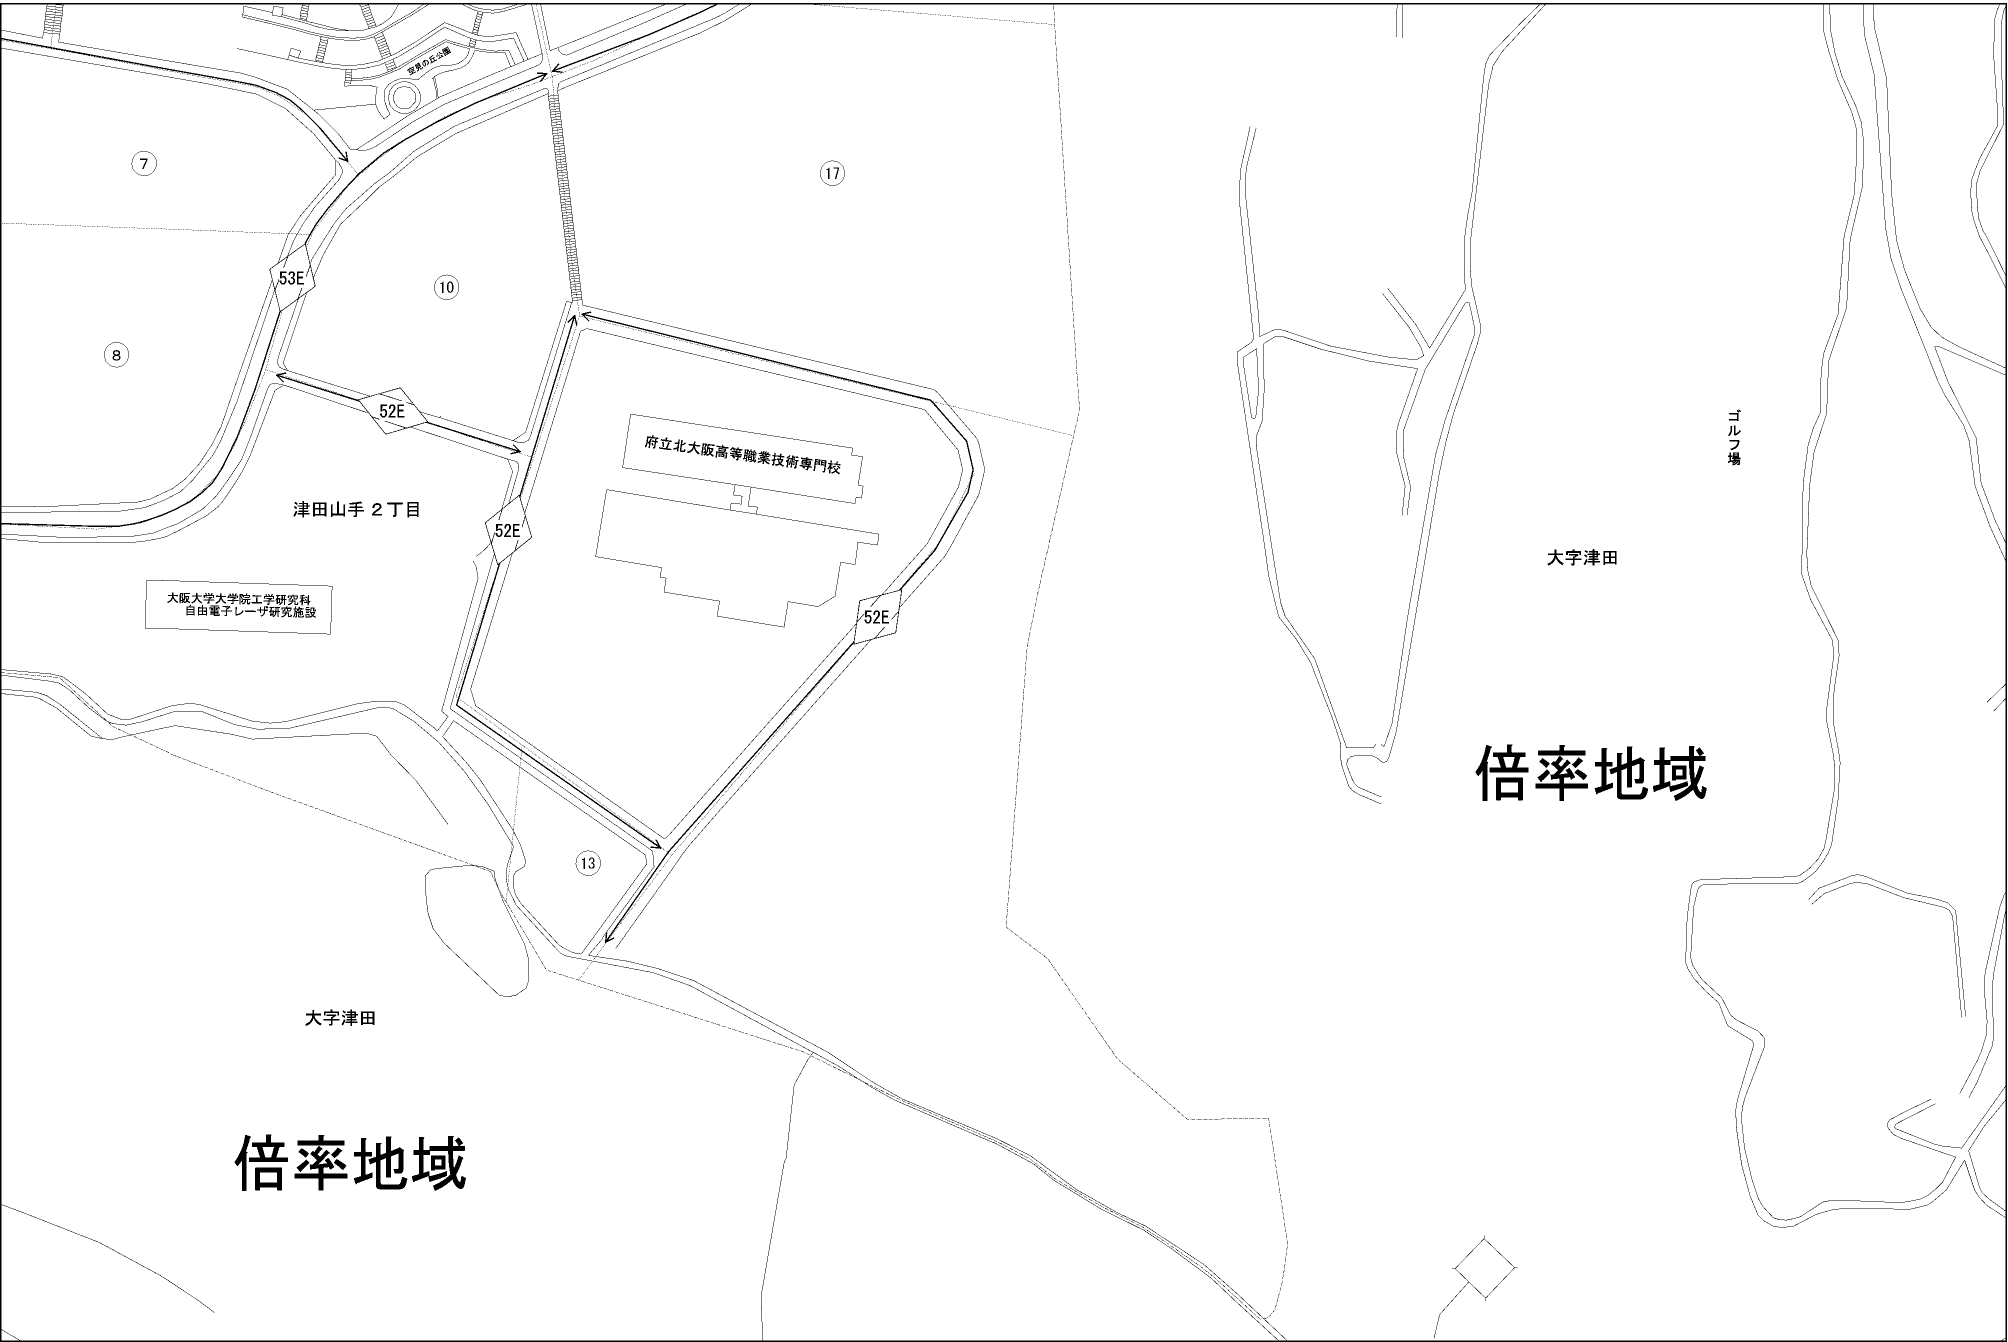 空見の丘公園
⑦
⑰
53E
⑩
⑧
52E
府立北大阪高等職業技術専門校
ゴルフ場
津田山手２丁目
52E
大字津田
大阪大学大学院工学研究科
自由電子レーザ研究施設
52E
倍率地域
⑬
大字津田
倍率地域